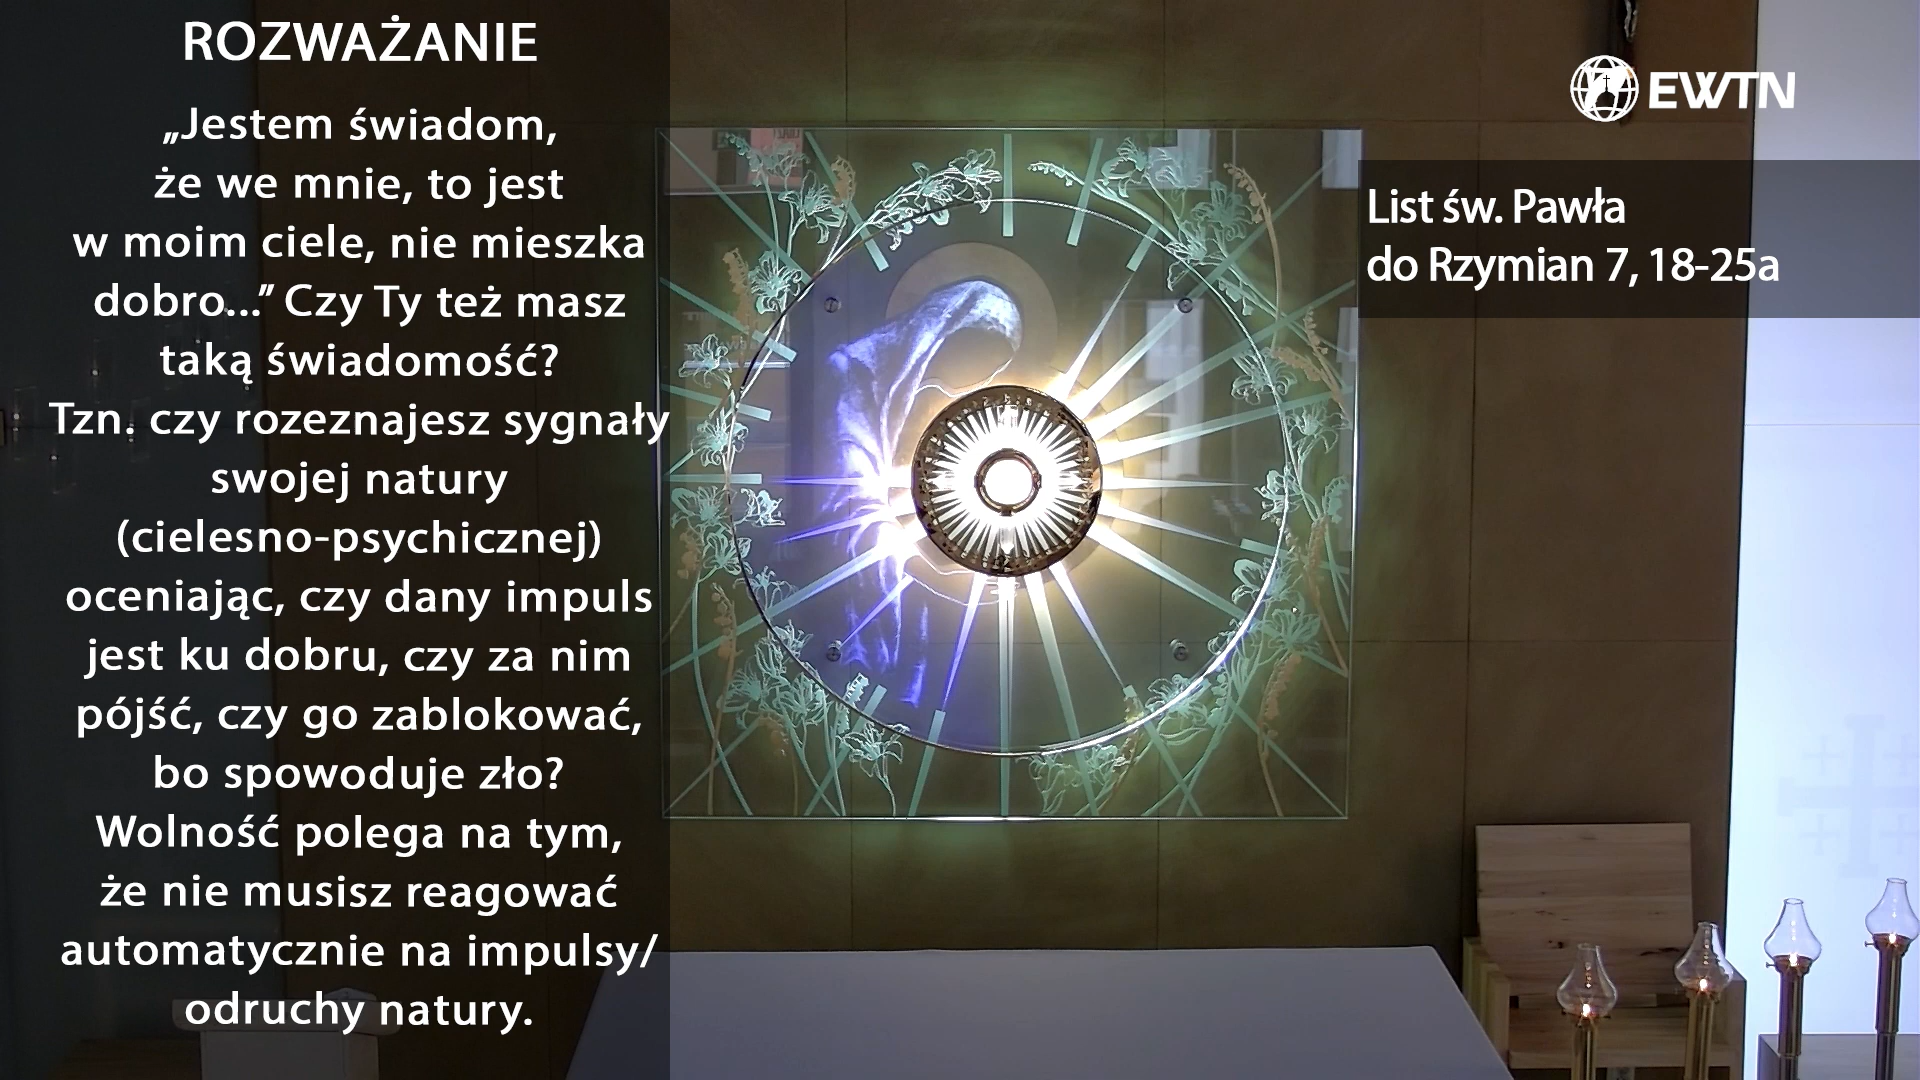 ROZWAŻANIE
„Jestem świadom,
że we mnie, to jest
w moim ciele, nie mieszka
dobro...” Czy Ty też masz
taką świadomość?
Tzn. czy rozeznajesz sygnały
swojej natury
(cielesno-psychicznej)
oceniając, czy dany impuls
jest ku dobru, czy za nim
pójść, czy go zablokować,
bo spowoduje zło?
Wolność polega na tym,
że nie musisz reagować
automatycznie na impulsy/
odruchy natury.
EWTN
List św. Pawła
do Rzymian 7, 18-25a